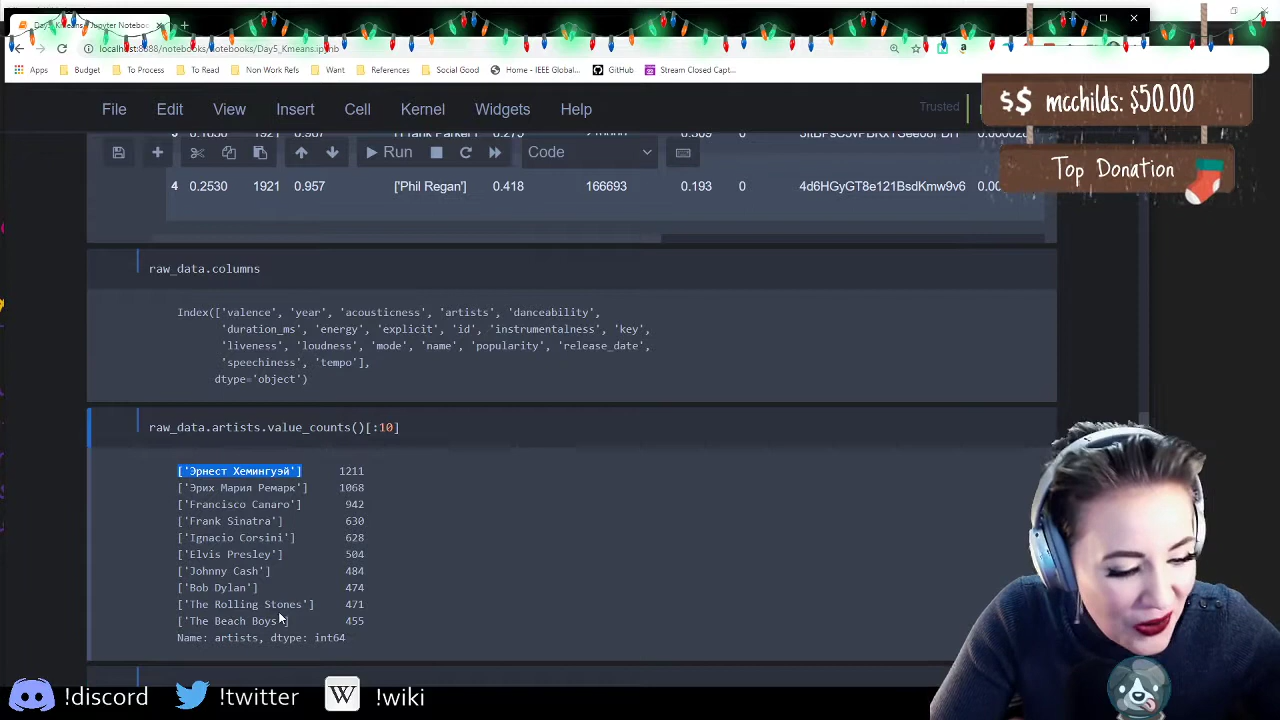 localhost:8888/notebooks/notebooks/Day5_Kmeans.ipynb
Apps Budget To Process To Read Non Work Refs Want References Social Good Home - IEEE Global... GitHub Stream Closed Capt...
File Edit View Insert Cell Kernel Widgets Help Trusted
$$ mcchilds: $50.00
Top Donation
Run Code
4 0.2530 1921 0.957 ['Phil Regan'] 0.418 166693 0.193 0 4d6HGyGT8e121BsdKmw9v6
raw_data.columns
Index(['valence', 'year', 'acousticness', 'artists', 'danceability',
'duration_ms', 'energy', 'explicit', 'id', 'instrumentalness', 'key',
'liveness', 'loudness', 'mode', 'name', 'popularity', 'release_date',
'speechiness', 'tempo'],
dtype='object')
raw_data.artists.value_counts()[:10]
['Эрнест Хемингуэй'] 1211
['Эрих Мария Ремарк'] 1068
['Francisco Canaro'] 942
['Frank Sinatra'] 630
['Ignacio Corsini'] 628
['Elvis Presley'] 504
['Johnny Cash'] 484
['Bob Dylan'] 474
['The Rolling Stones'] 471
['The Beach Boys'] 455
Name: artists, dtype: int64
!discord !twitter W !wiki